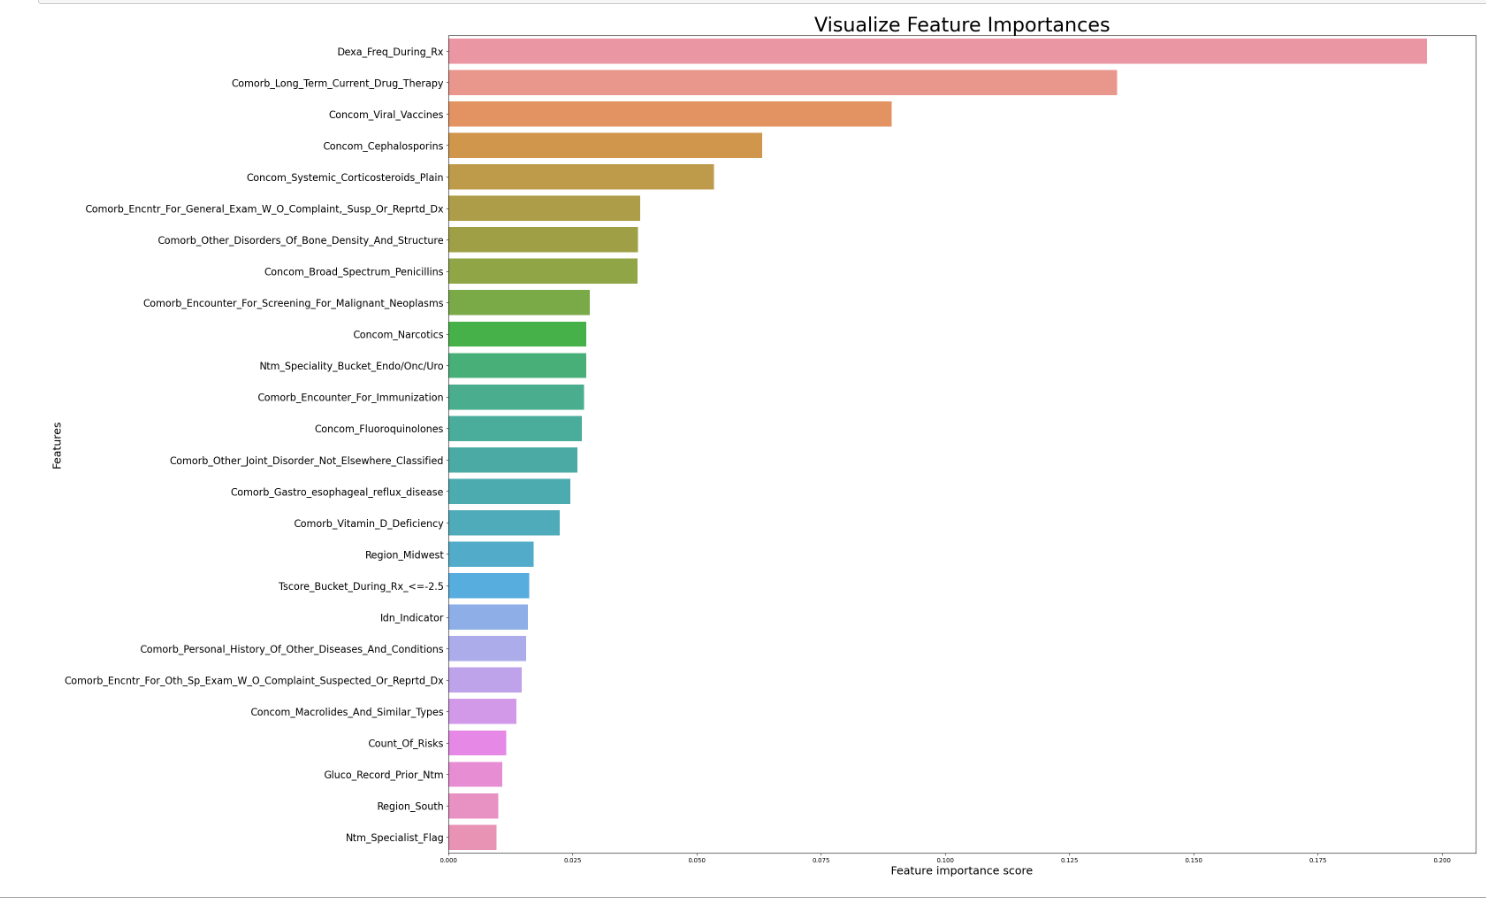 Visualize Feature Importances
Dexa_Freq_During_Rx
Comorb_Long_Term_Current_Drug_Therapy
Concom_Viral_Vaccines
Concom_Cephalosporins
Concom_Systemic_Corticosteroids_Plain
Comorb_Encntr_For_General_Exam_W_O_Complaint,_Susp_Or_Reprtd_Dx
Comorb_Other_Disorders_Of_Bone_Density_And_Structure
Concom_Broad_Spectrum_Penicillins
Comorb_Encounter_For_Screening_For_Malignant_Neoplasms
Concom_Narcotics
Ntm_Speciality_Bucket_Endo/Onc/Uro
Comorb_Encounter_For_Immunization
Concom_Fluoroquinolones
Comorb_Other_Joint_Disorder_Not_Elsewhere_Classified
Comorb_Gastro_esophageal_reflux_disease
Comorb_Vitamin_D_Deficiency
Region_Midwest
Tscore_Bucket_During_Rx_<=-2.5
Idn_Indicator
Comorb_Personal_History_Of_Other_Diseases_And_Conditions
Comorb_Encntr_For_Oth_Sp_Exam_W_O_Complaint_Suspected_Or_Reprtd_Dx
Concom_Macrolides_And_Similar_Types
Count_Of_Risks
Gluco_Record_Prior_Ntm
Region_South
Ntm_Specialist_Flag
Features
0.000 0.025 0.050 0.075 0.100 0.125 0.150 0.175 0.200
Feature importance score